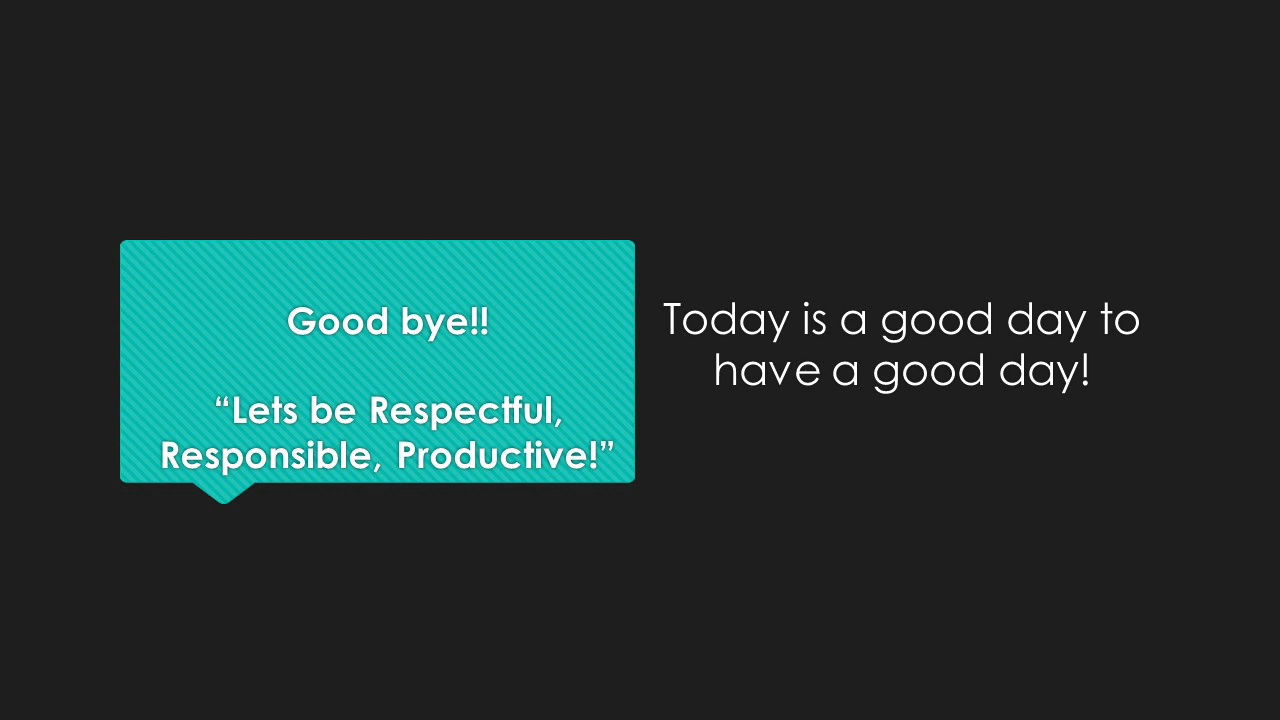 Good bye!!
“Lets be Respectful,
Responsible, Productive!”
Today is a good day to
have a good day!